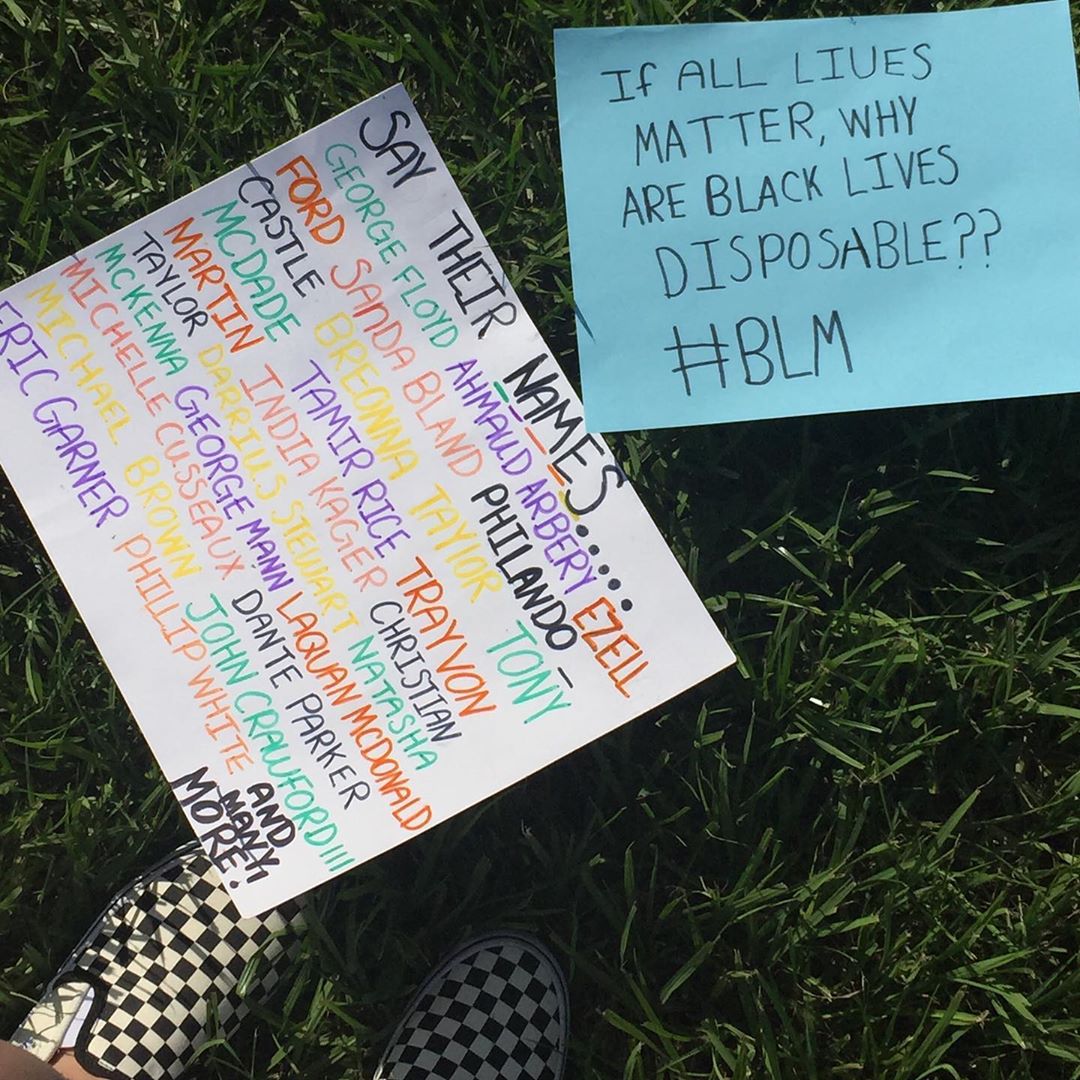 SAY THEIR NAMES.....
GEORGE FLOYD AHMAUD ARBERY EZELL
FORD SANDA BLAND PHILANDO-
CASTLE BREONNA TAYLOR TONY
MCDADE TAMIR RICE TRAYVON
MARTIN INDIA KAGER CHRISTIAN
TAYLOR DARRIUS STEWART NATASHA
MCKENNA GEORGE MANN LAQUAN MCDONALD
MICHELLE CUSSEAUX DANTE PARKER
MICHAEL BROWN JOHN CRAWFORD III
ERIC GARNER PHILLIP WHITE AND
MANY
MORE!
If ALL LIVES
MATTER, WHY
ARE BLACK LIVES
DISPOSABLE??
#BLM